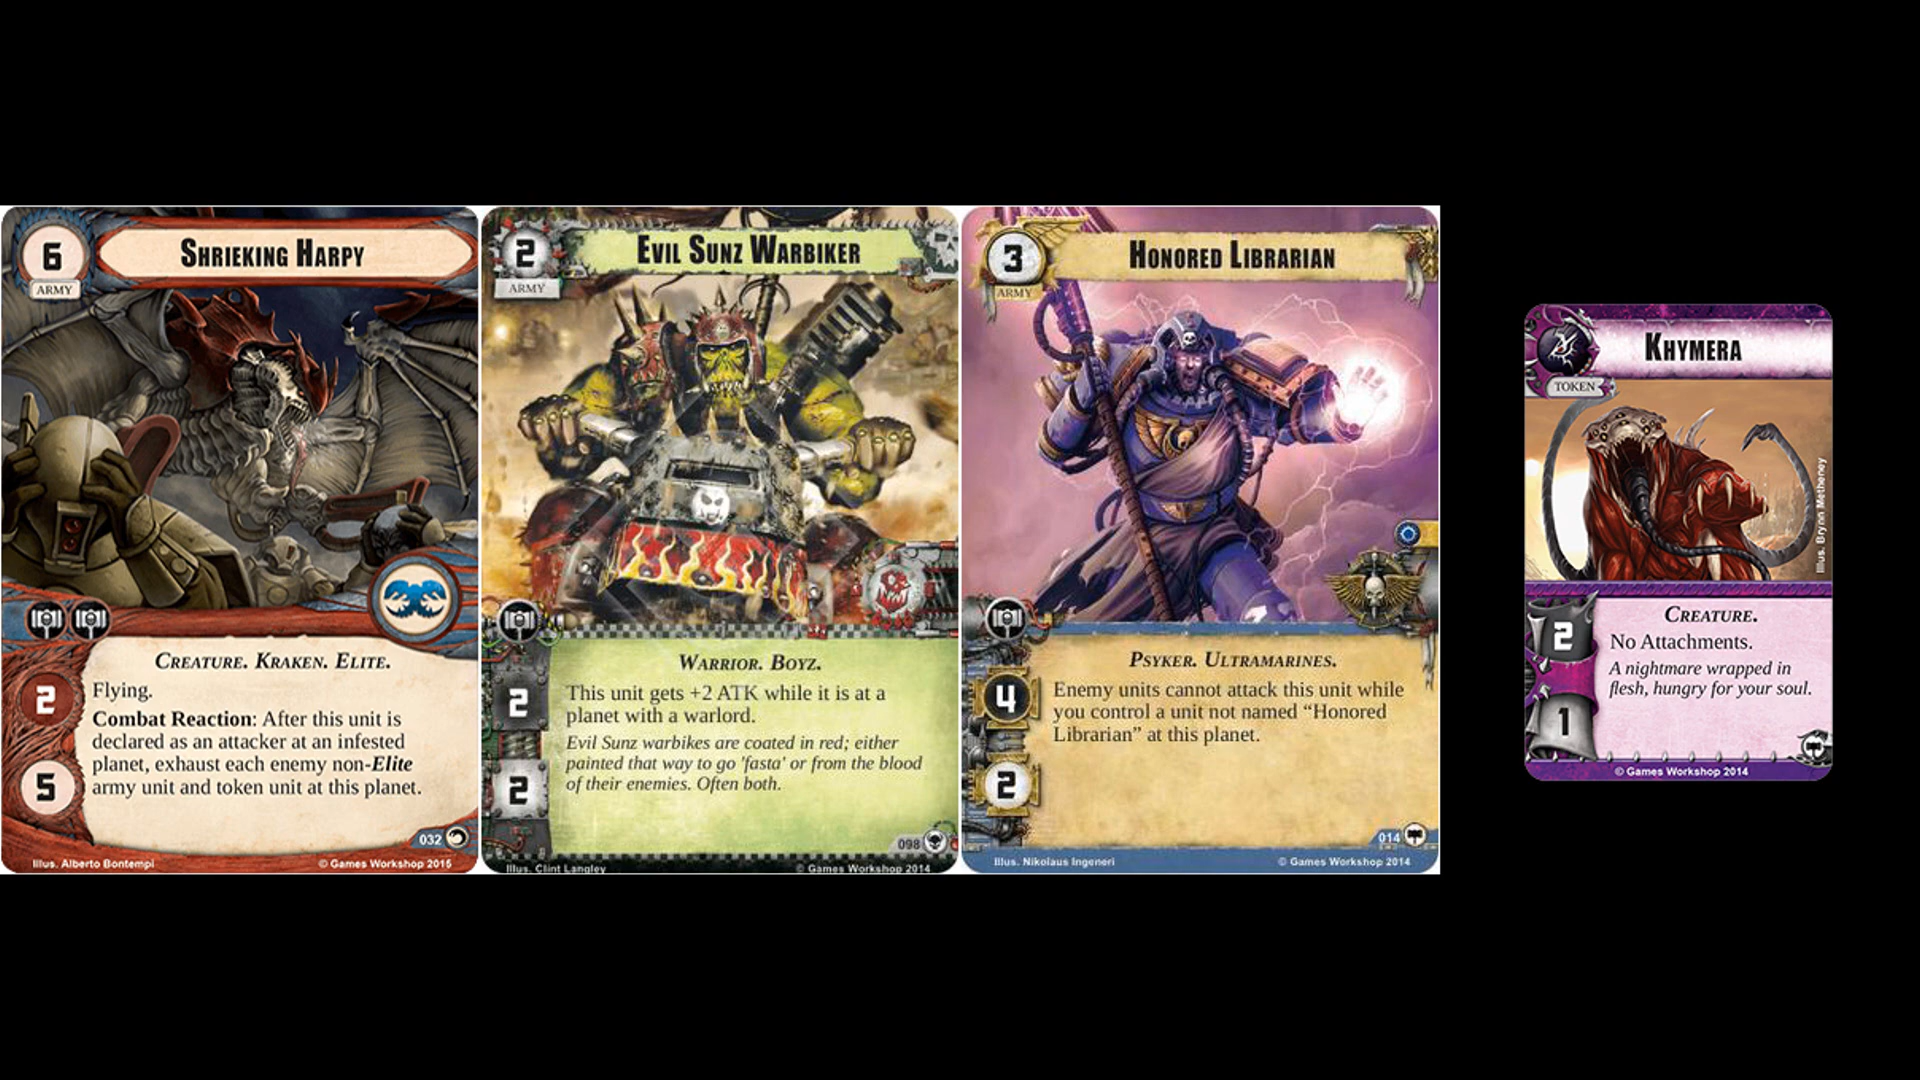 6
SHRIEKING HARPY
ARMY
CREATURE. KRAKEN. ELITE.
2
Flying.
Combat Reaction: After this unit is
declared as an attacker at an infested
planet, exhaust each enemy non-Elite
army unit and token unit at this planet.
5
032
Illus. Alberto Bontempi
© Games Workshop 2015
2
EVIL SUNZ WARBIKER
ARMY
WARRIOR. BOYZ.
2
This unit gets +2 ATK while it is at a
planet with a warlord.
Evil Sunz warbikes are coated in red; either
painted that way to go 'fasta' or from the blood
of their enemies. Often both.
2
098
Illus. Clint Langley
© Games Workshop 2014
3
HONORED LIBRARIAN
ARMY
PSYKER. ULTRAMARINES.
4
Enemy units cannot attack this unit while
you control a unit not named “Honored
Librarian” at this planet.
2
014
Illus. Nikolaus Ingeneri
© Games Workshop 2014
KHYMERA
TOKEN
Illus. Brynn Metheney
CREATURE.
2
No Attachments.
A nightmare wrapped in
flesh, hungry for your soul.
1
© Games Workshop 2014